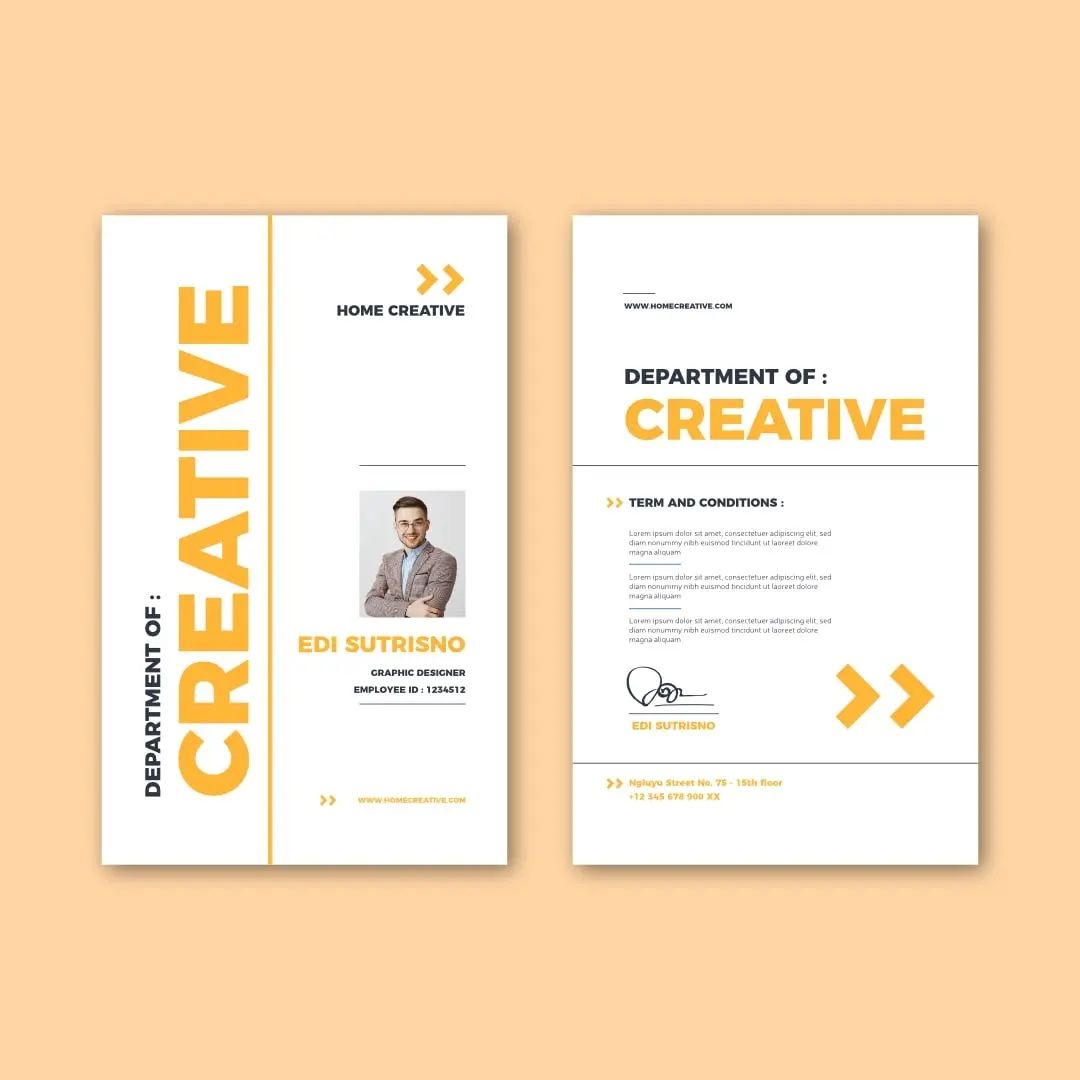 DEPARTMENT OF :
CREATIVE
HOME CREATIVE
EDI SUTRISNO
GRAPHIC DESIGNER
EMPLOYEE ID : 1234512
WWW.HOMECREATIVE.COM
WWW.HOMECREATIVE.COM
DEPARTMENT OF :
CREATIVE
TERM AND CONDITIONS :
Lorem ipsum dolor sit amet, consectetuer adipiscing elit, sed
diam nonummy nibh euismod tincidunt ut laoreet dolore
magna aliquam
Lorem ipsum dolor sit amet, consectetuer adipiscing elit, sed
diam nonummy nibh euismod tincidunt ut laoreet dolore
magna aliquam
Lorem ipsum dolor sit amet, consectetuer adipiscing elit, sed
diam nonummy nibh euismod tincidunt ut laoreet dolore
magna aliquam
EDI SUTRISNO
Ngluyu Street No. 75 - 15th floor
+12 345 678 900 XX